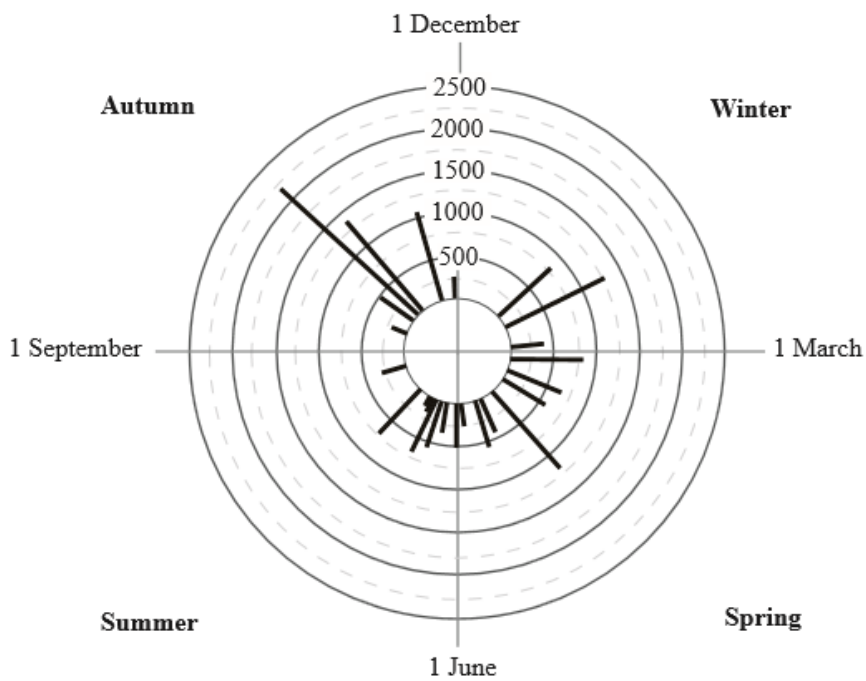 1 December
2500
Autumn
Winter
2000
1500
1000
500
1 September
1 March
Summer
Spring
1 June